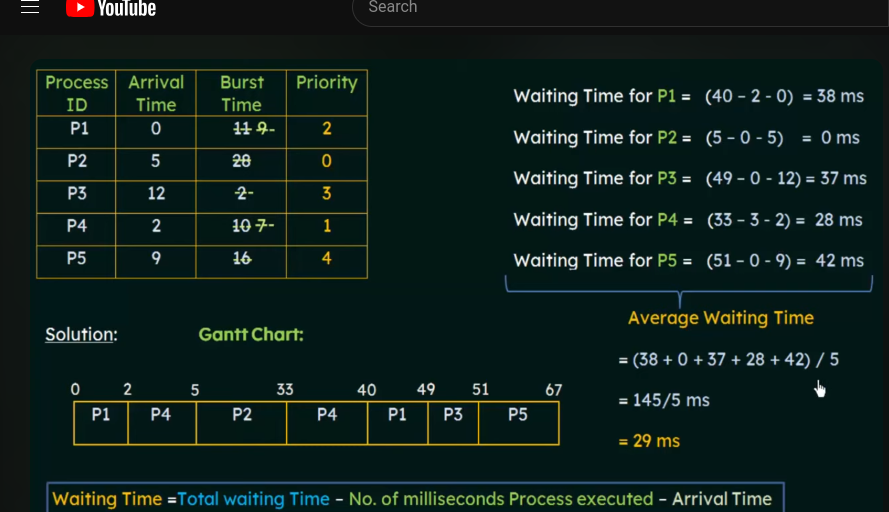 YouTube
Search
Process ID Arrival Time Burst Time Priority
P1 0 11 9 2
P2 5 28 0
P3 12 2 3
P4 2 10 7 1
P5 9 16 4
Waiting Time for P1 = (40 – 2 - 0) = 38 ms
Waiting Time for P2 = (5 – 0 - 5) = 0 ms
Waiting Time for P3 = (49 – 0 - 12) = 37 ms
Waiting Time for P4 = (33 – 3 - 2) = 28 ms
Waiting Time for P5 = (51 – 0 - 9) = 42 ms
Average Waiting Time
= (38 + 0 + 37 + 28 + 42) / 5
= 145/5 ms
= 29 ms
Solution: Gantt Chart:
0 2 5 33 40 49 51 67
P1 P4 P2 P4 P1 P3 P5
Waiting Time =Total waiting Time – No. of milliseconds Process executed – Arrival Time